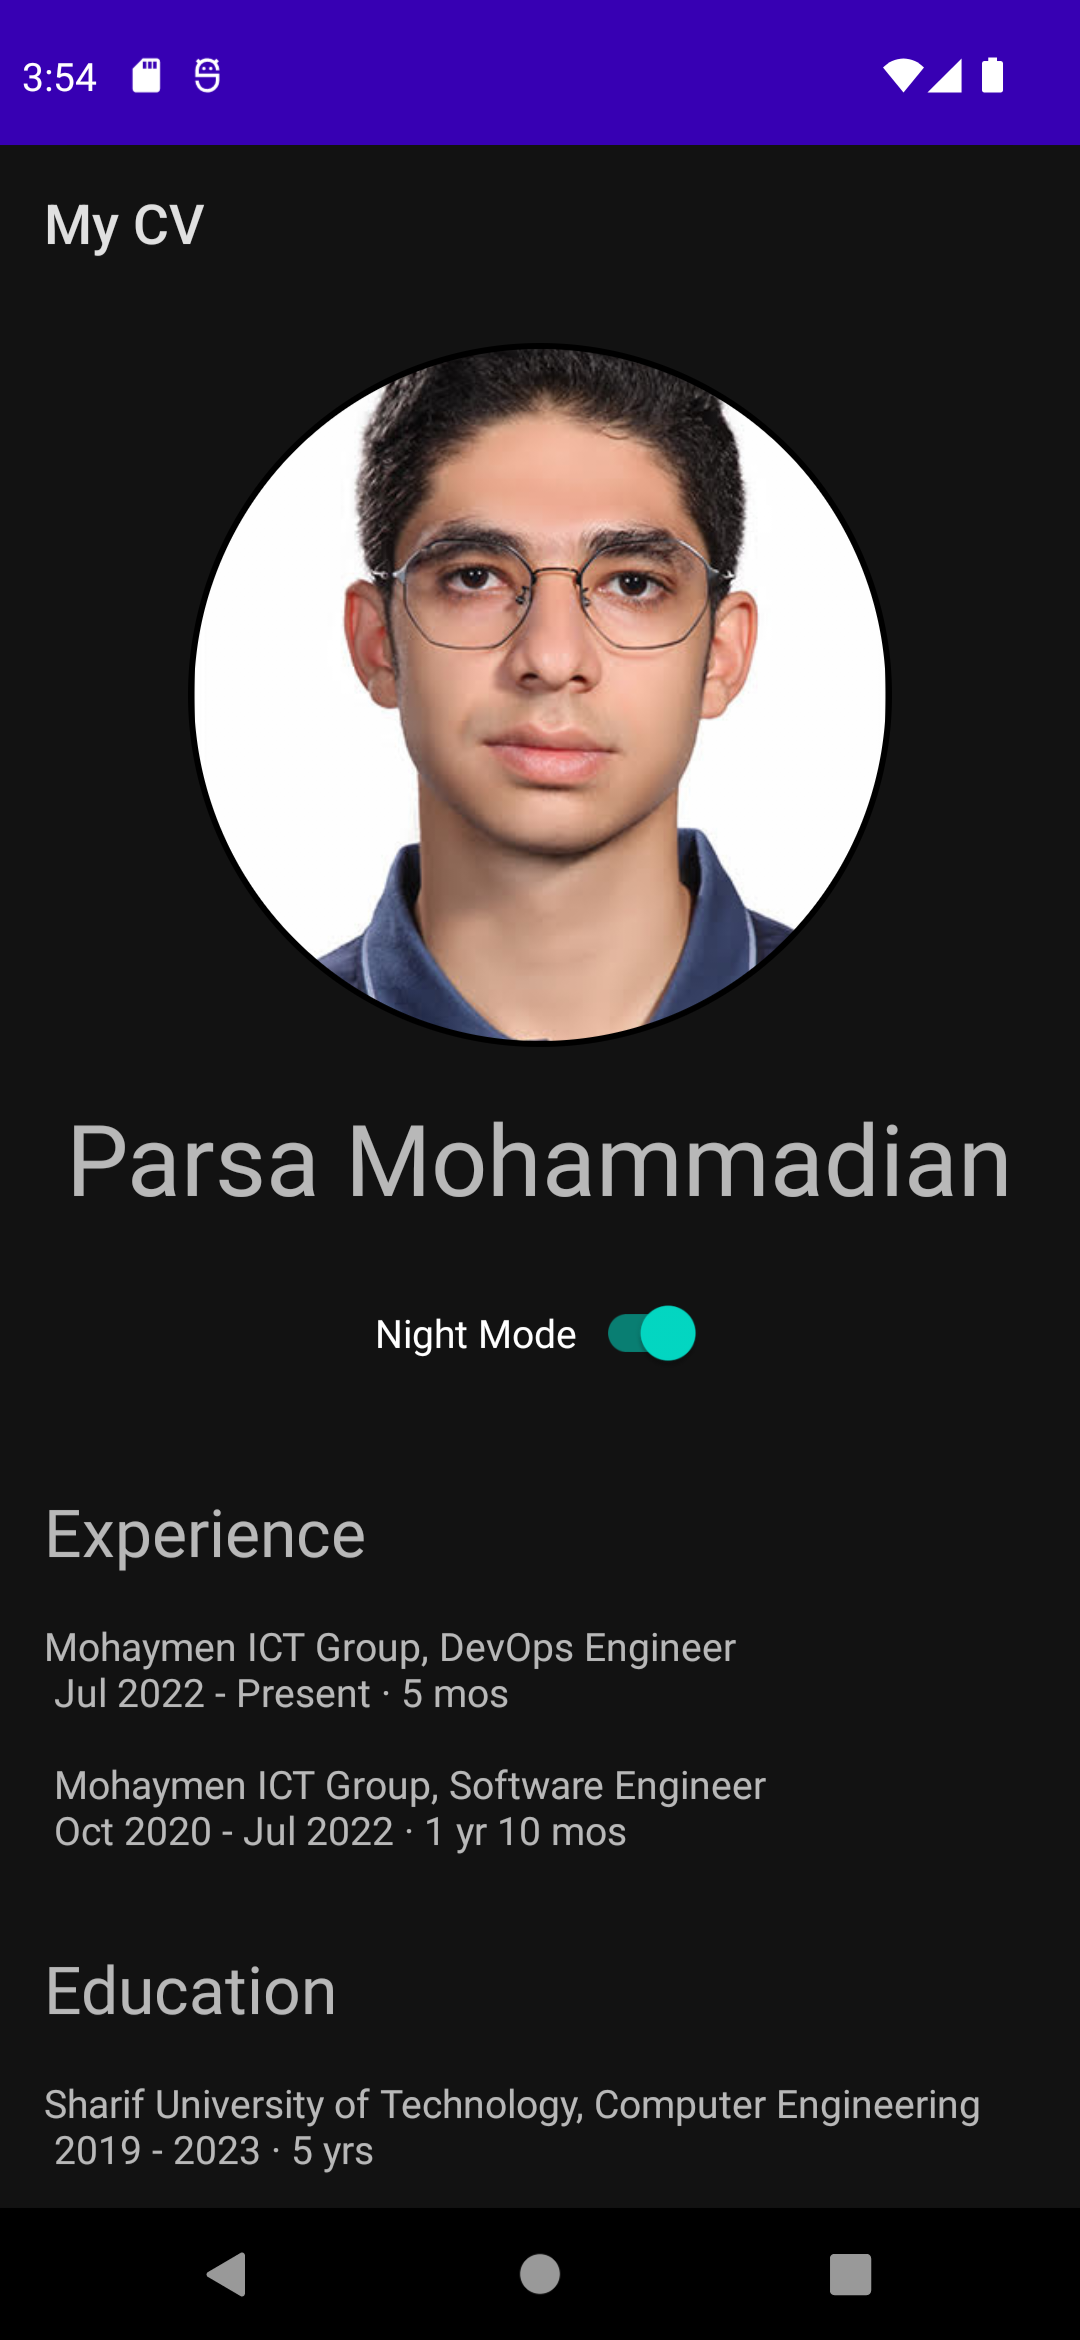 3:54
My CV
Parsa Mohammadian
Night Mode
Experience
Mohaymen ICT Group, DevOps Engineer
Jul 2022 - Present · 5 mos
Mohaymen ICT Group, Software Engineer
Oct 2020 - Jul 2022 · 1 yr 10 mos
Education
Sharif University of Technology, Computer Engineering
2019 - 2023 · 5 yrs